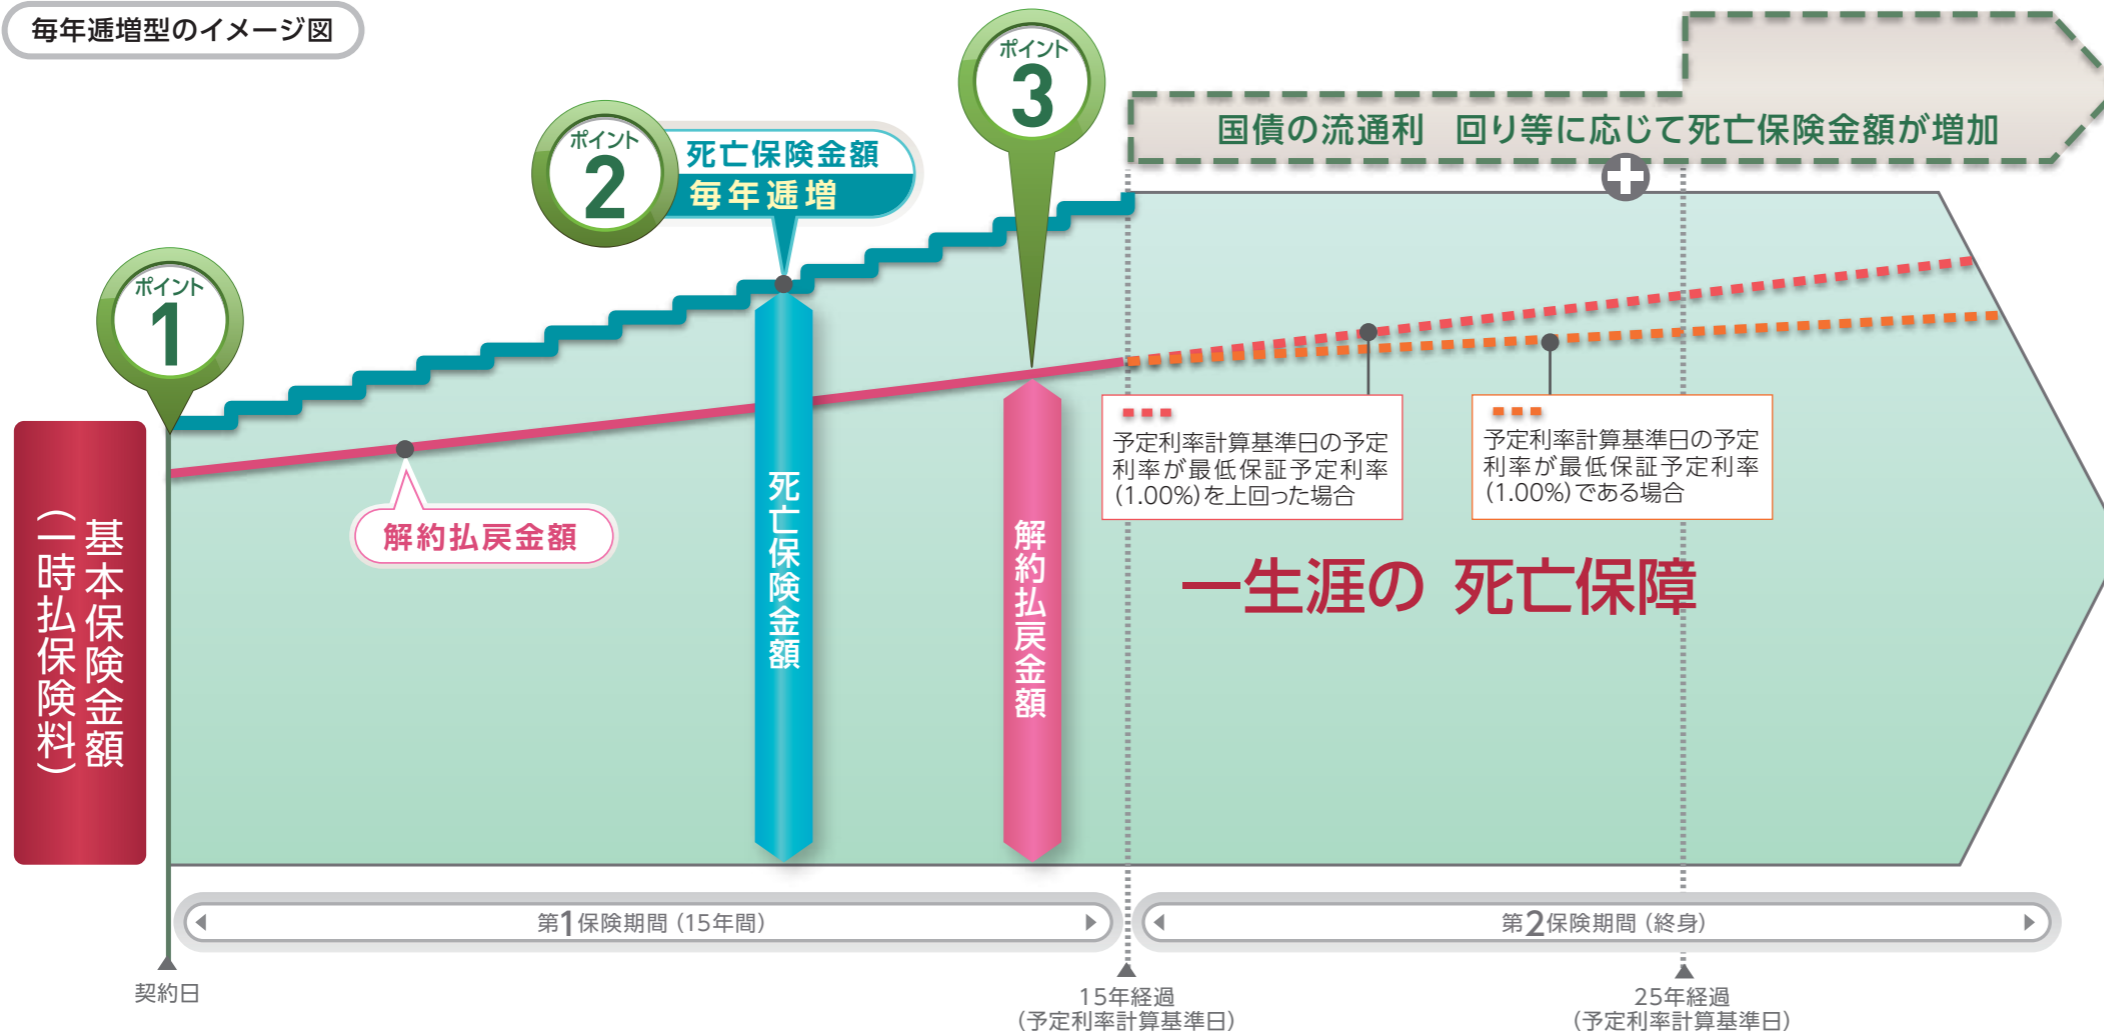 毎年逓増型のイメージ図
ポイント
1
ポイント
2
死亡保険金額
毎年逓増
ポイント
3
国債の流通利 回り等に応じて死亡保険金額が増加
基本保険金額
(一時払保険料)
解約払戻金額
死亡保険金額
解約払戻金額
予定利率計算基準日の予定
利率が最低保証予定利率
(1.00%)を上回った場合
予定利率計算基準日の予定
利率が最低保証予定利率
(1.00%)である場合
一生涯の 死亡保障
第1保険期間(15年間)
第2保険期間(終身)
契約日
15年経過
(予定利率計算基準日)
25年経過
(予定利率計算基準日)